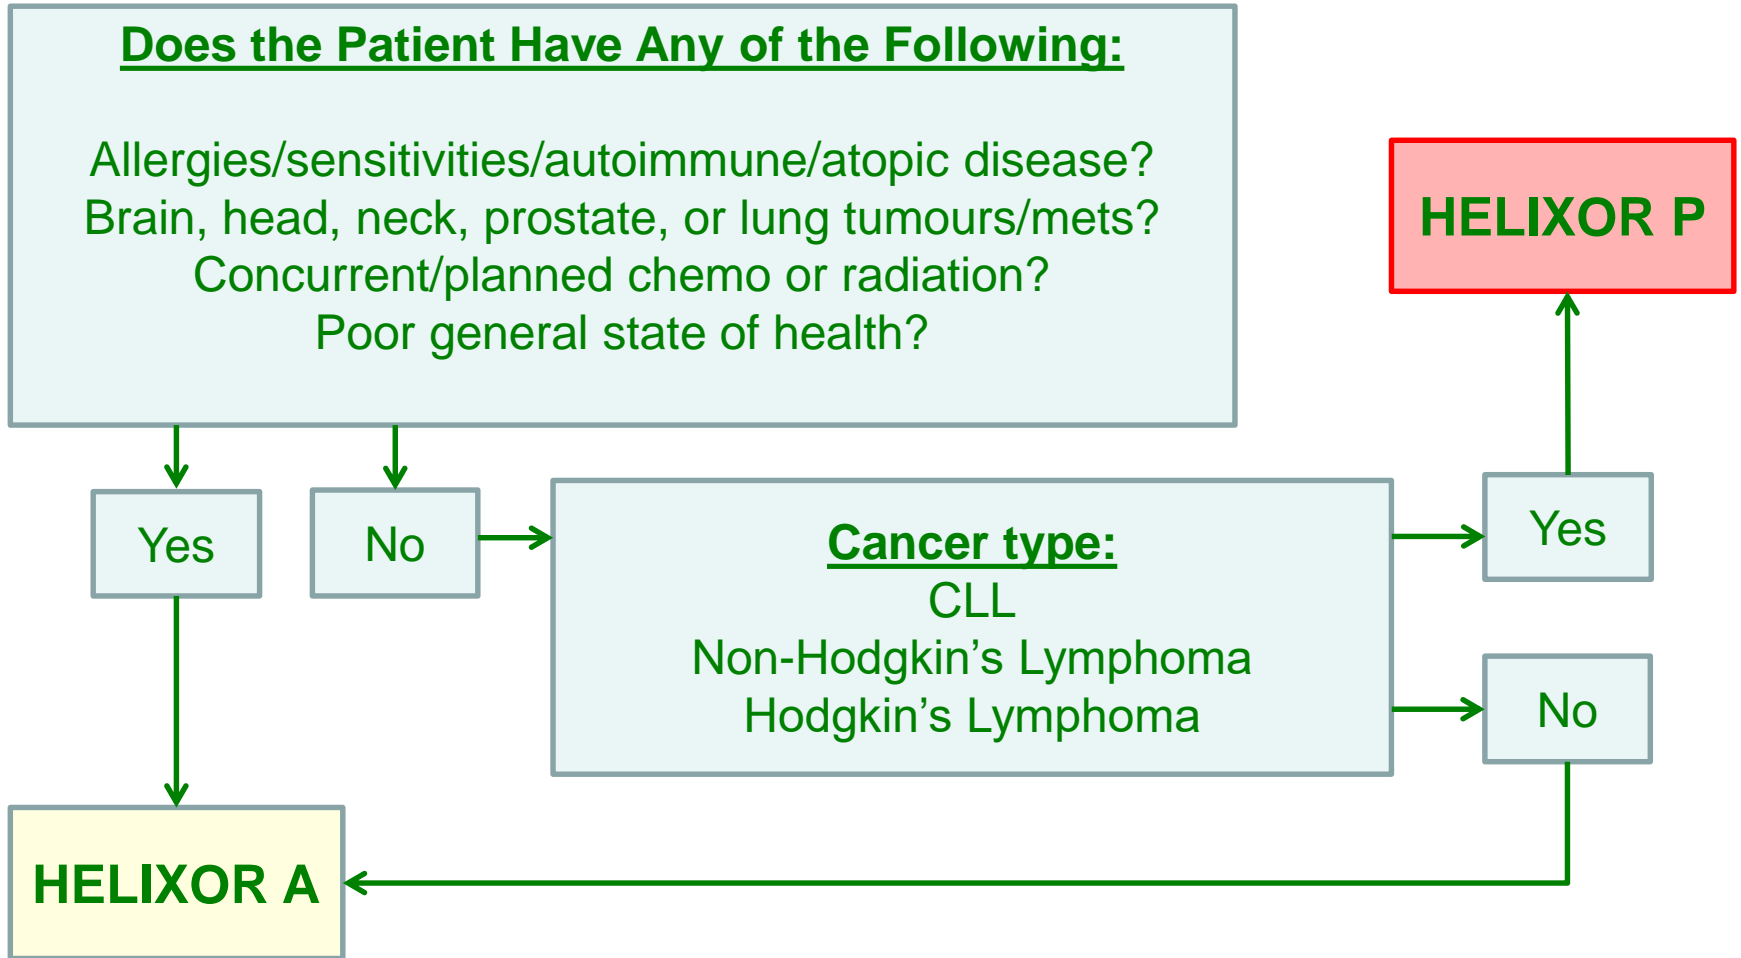 Does the Patient Have Any of the Following:
Allergies/sensitivities/autoimmune/atopic disease?
Brain, head, neck, prostate, or lung tumours/mets?
Concurrent/planned chemo or radiation?
Poor general state of health?
HELIXOR P
Yes
No
Cancer type:
CLL
Non-Hodgkin’s Lymphoma
Hodgkin’s Lymphoma
Yes
No
HELIXOR A